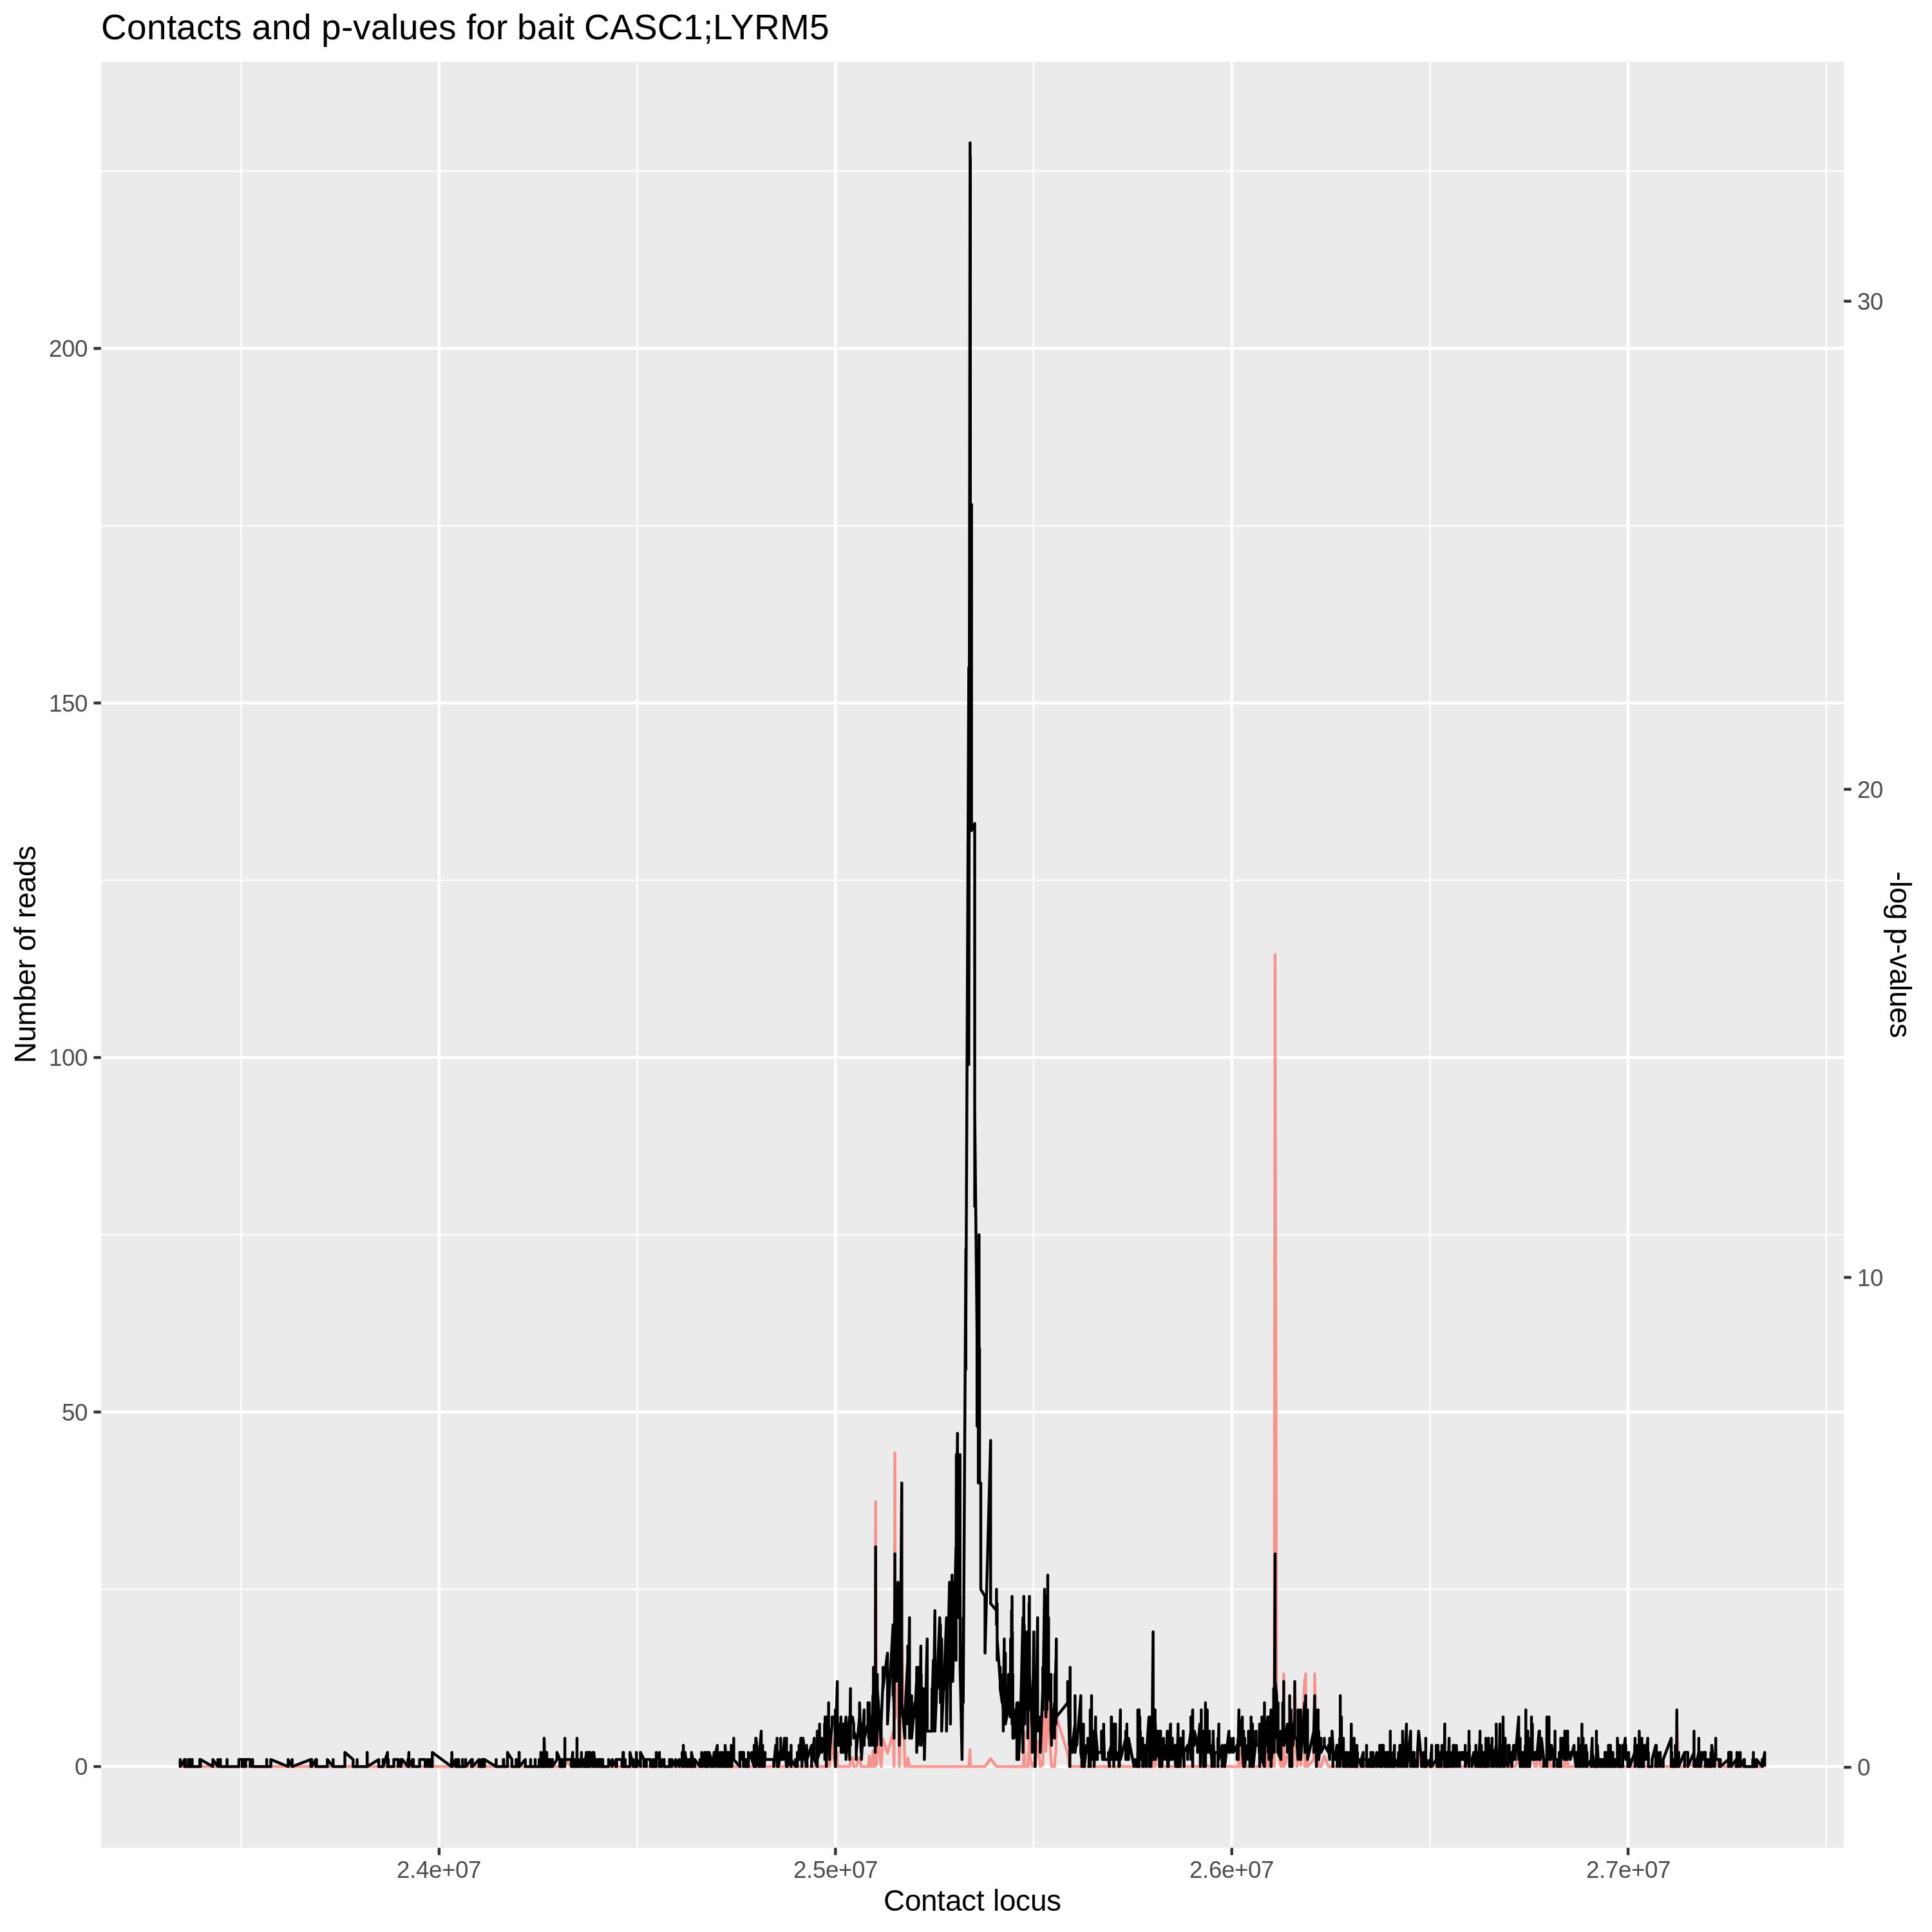 Contacts and p-values for bait CASC1;LYRM5
200
150
100
50
0
Number of reads
30
20
10
0
-log p-values
2.4e+07
2.5e+07
2.6e+07
2.7e+07
Contact locus